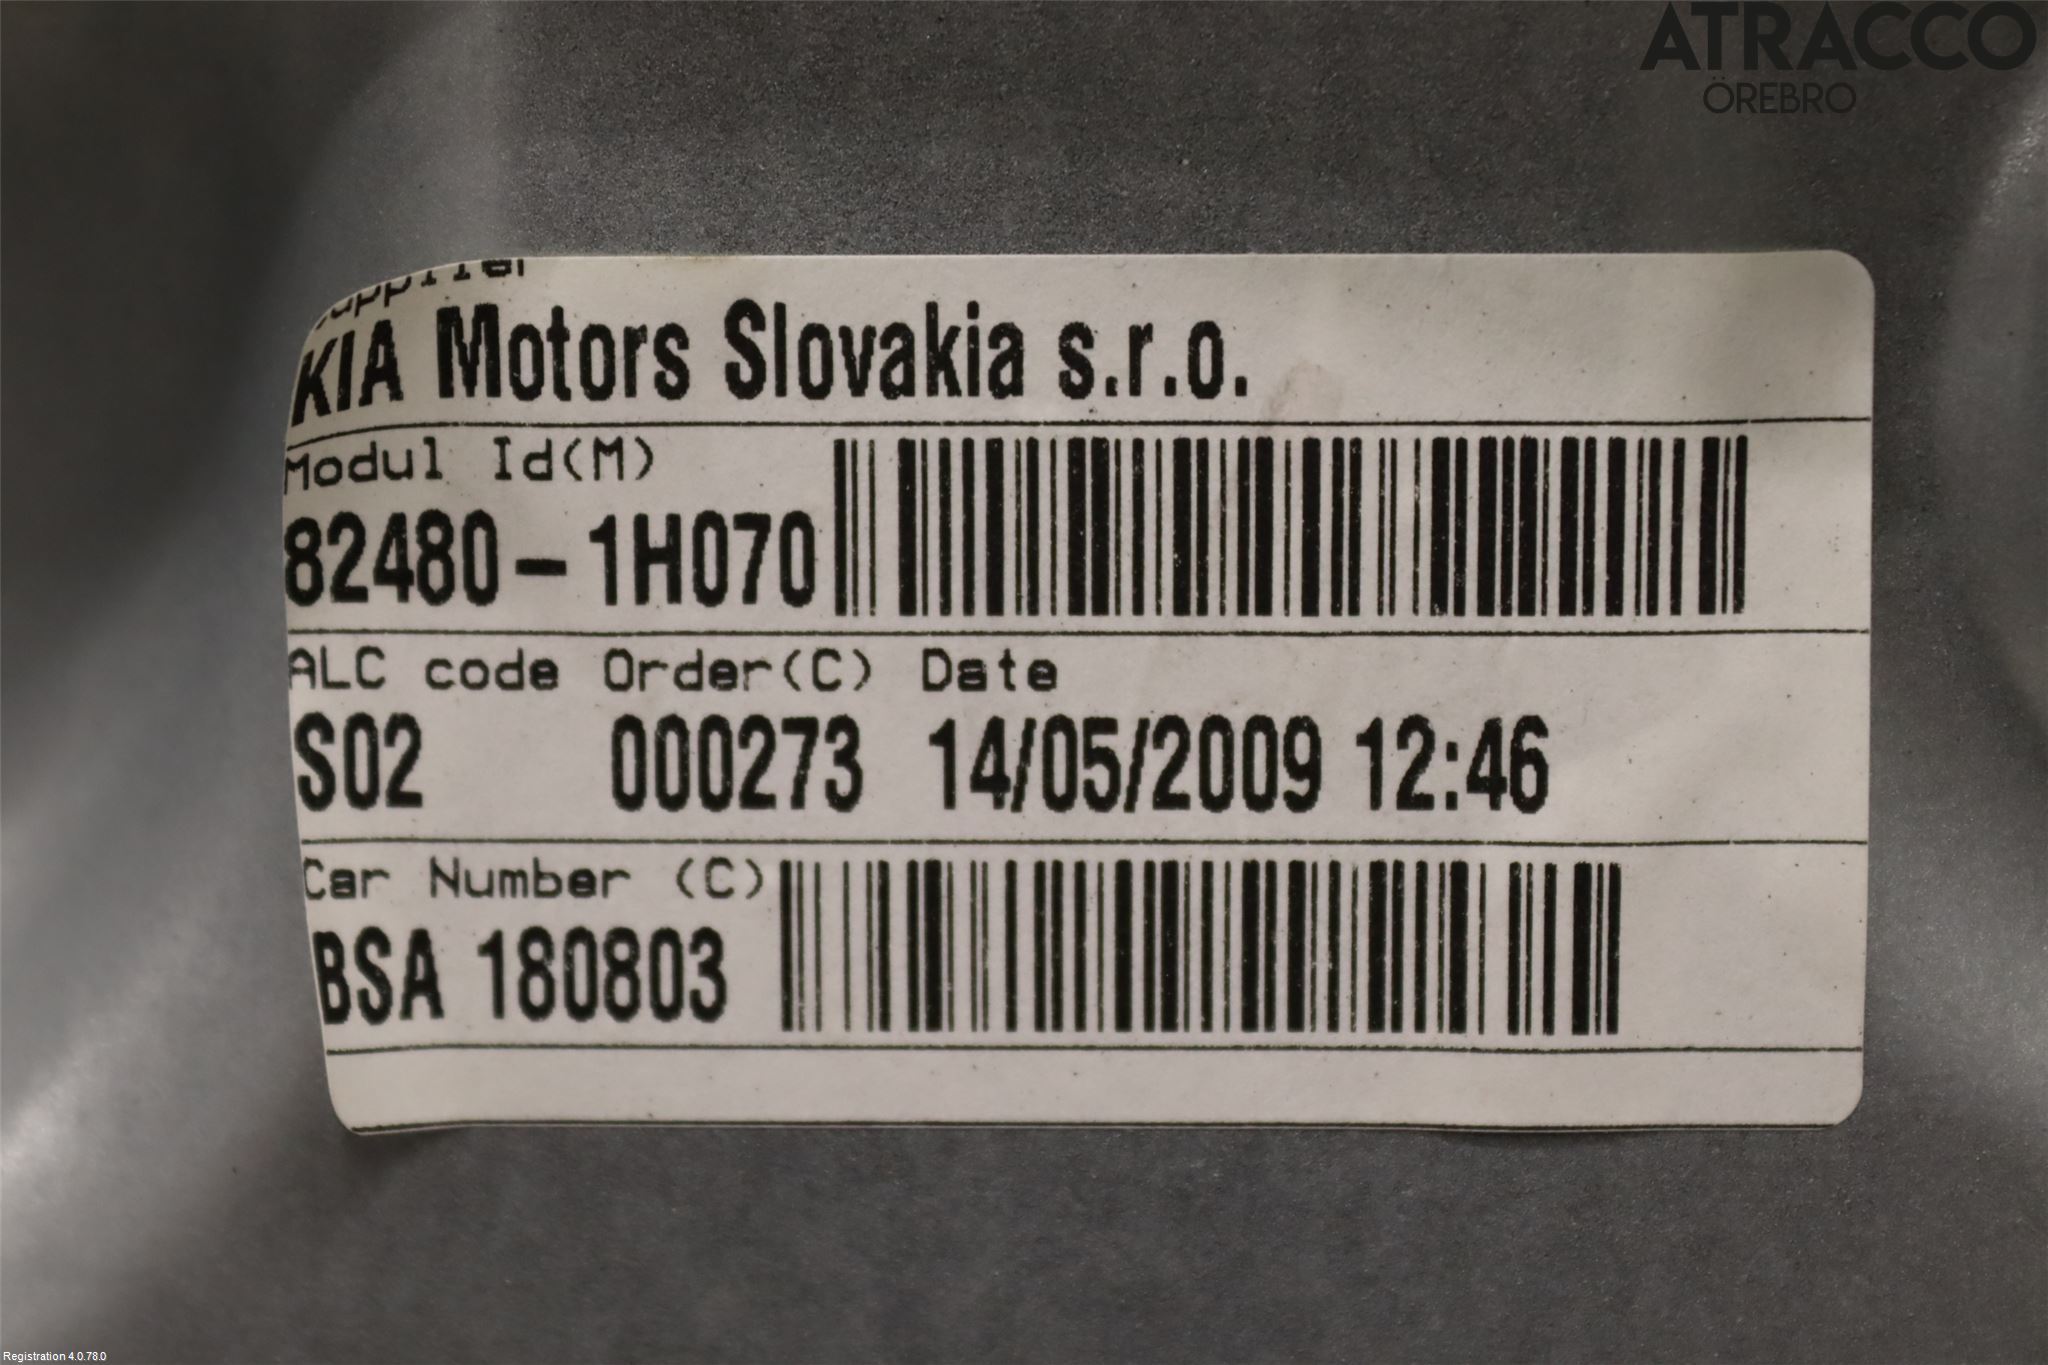 ATRACCO
ÖREBRO
Supplier
KIA Motors Slovakia s.r.o.
Modul Id(M)
82480-1H070
ALC code Order(C) Date
S02 000273 14/05/2009 12:46
Car Number (C)
BSA 180803
Registration 4.0.78.0